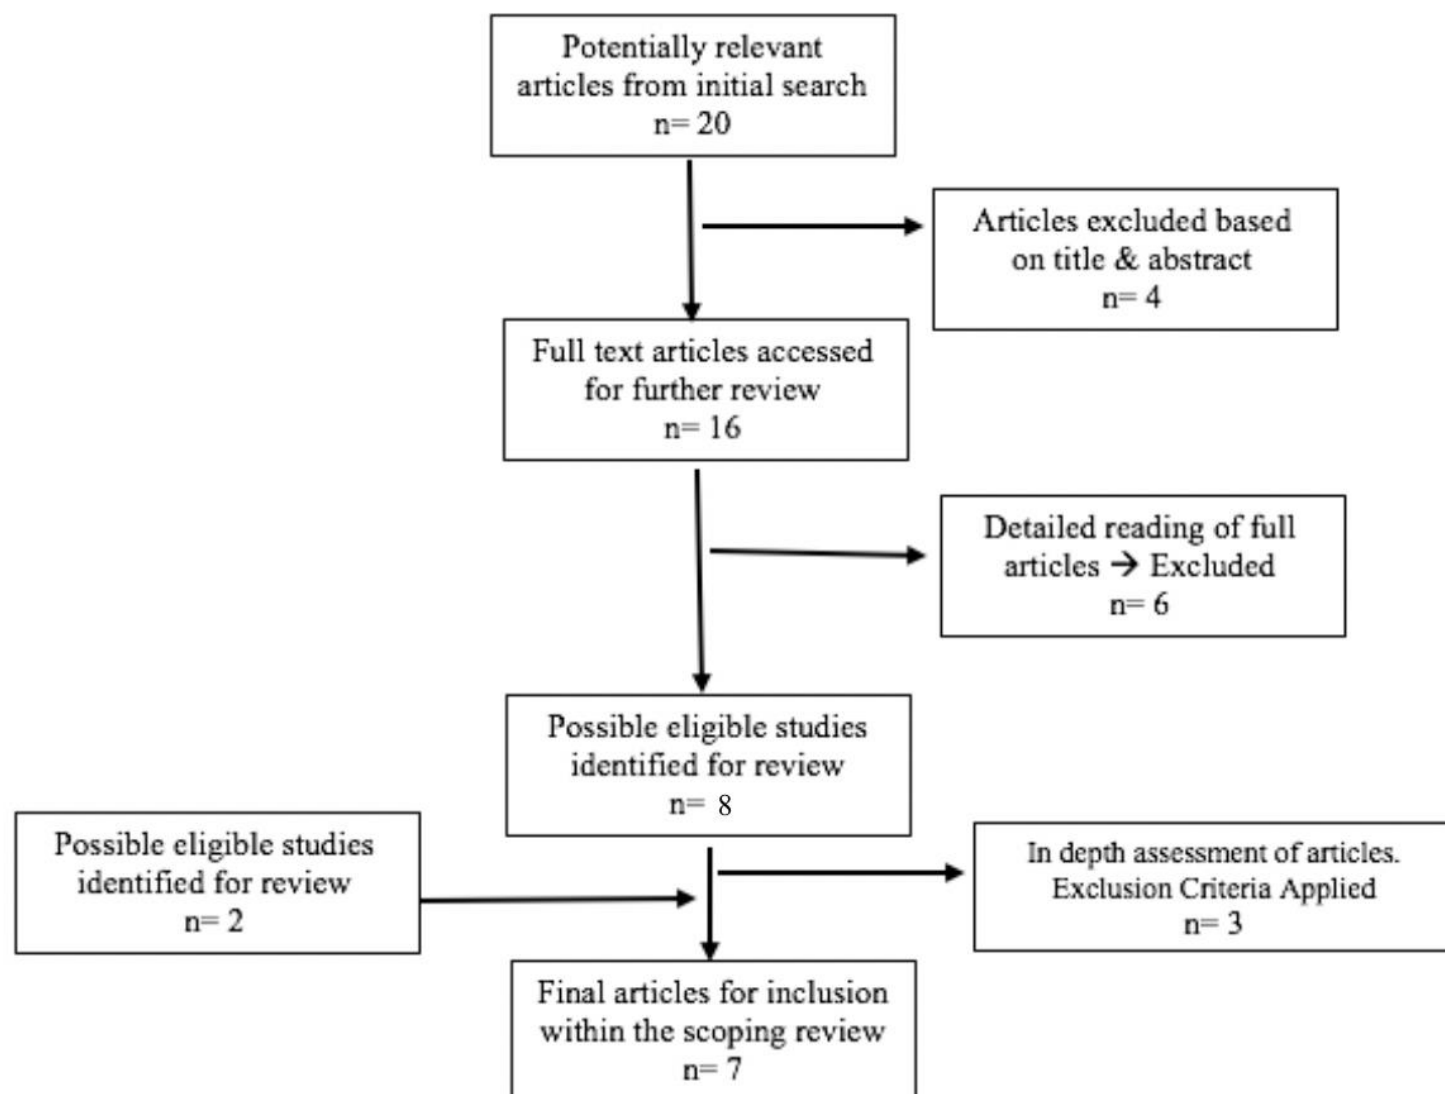 Potentially relevant
articles from initial search
n= 20
Articles excluded based
on title & abstract
n= 4
Full text articles accessed
for further review
n= 16
Detailed reading of full
articles → Excluded
n= 6
Possible eligible studies
identified for review
n= 8
Possible eligible studies
identified for review
n= 2
In depth assessment of articles.
Exclusion Criteria Applied
n= 3
Final articles for inclusion
within the scoping review
n= 7